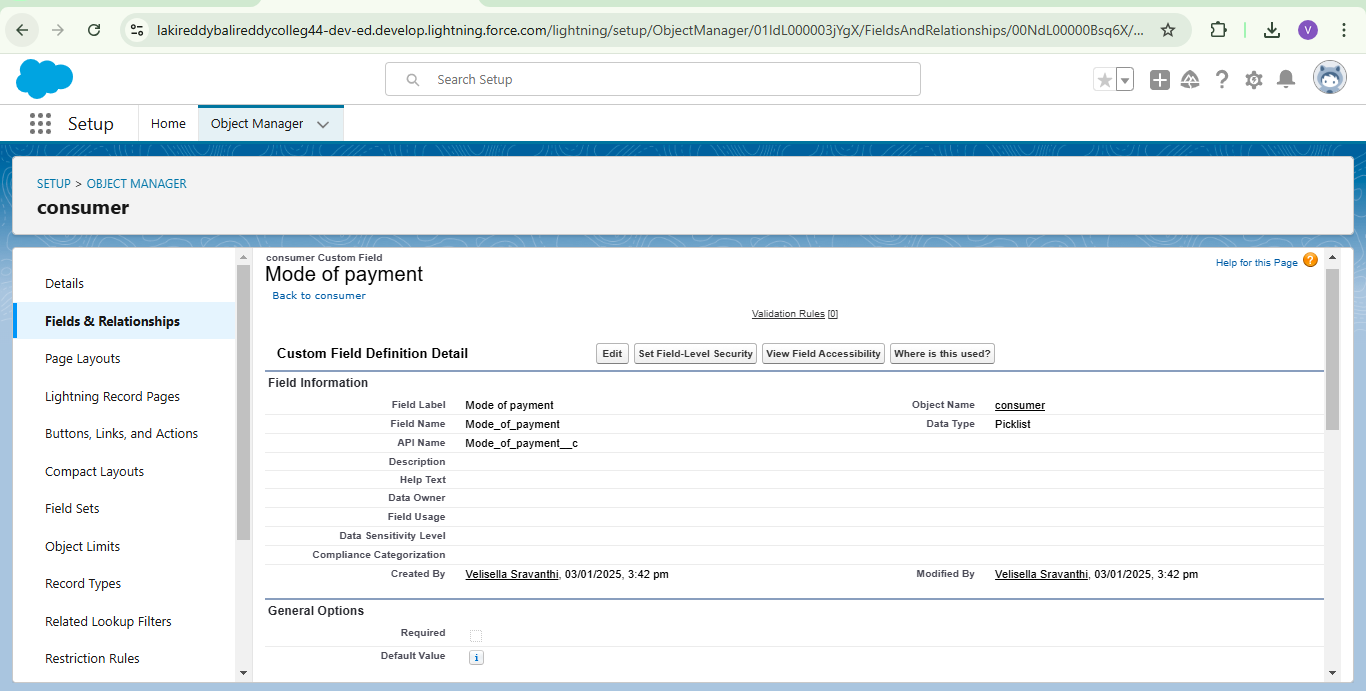 lakireddybalireddycolleg44-dev-ed.develop.lightning.force.com/lightning/setup/ObjectManager/01IdL000003jYgX/FieldsAndRelationships/00NdL00000Bsq6X/...
V
Search Setup
Setup
Home
Object Manager
SETUP > OBJECT MANAGER
consumer
Details
Fields & Relationships
Page Layouts
Lightning Record Pages
Buttons, Links, and Actions
Compact Layouts
Field Sets
Object Limits
Record Types
Related Lookup Filters
Restriction Rules
consumer Custom Field
Mode of payment
Back to consumer
Help for this Page ?
Validation Rules [0]
Custom Field Definition Detail
Edit
Set Field-Level Security
View Field Accessibility
Where is this used?
Field Information
Field Label Mode of payment Object Name consumer
Field Name Mode_of_payment Data Type Picklist
API Name Mode_of_payment__c
Description
Help Text
Data Owner
Field Usage
Data Sensitivity Level
Compliance Categorization
Created By Velisella Sravanthi, 03/01/2025, 3:42 pm Modified By Velisella Sravanthi, 03/01/2025, 3:42 pm
General Options
Required
Default Value i